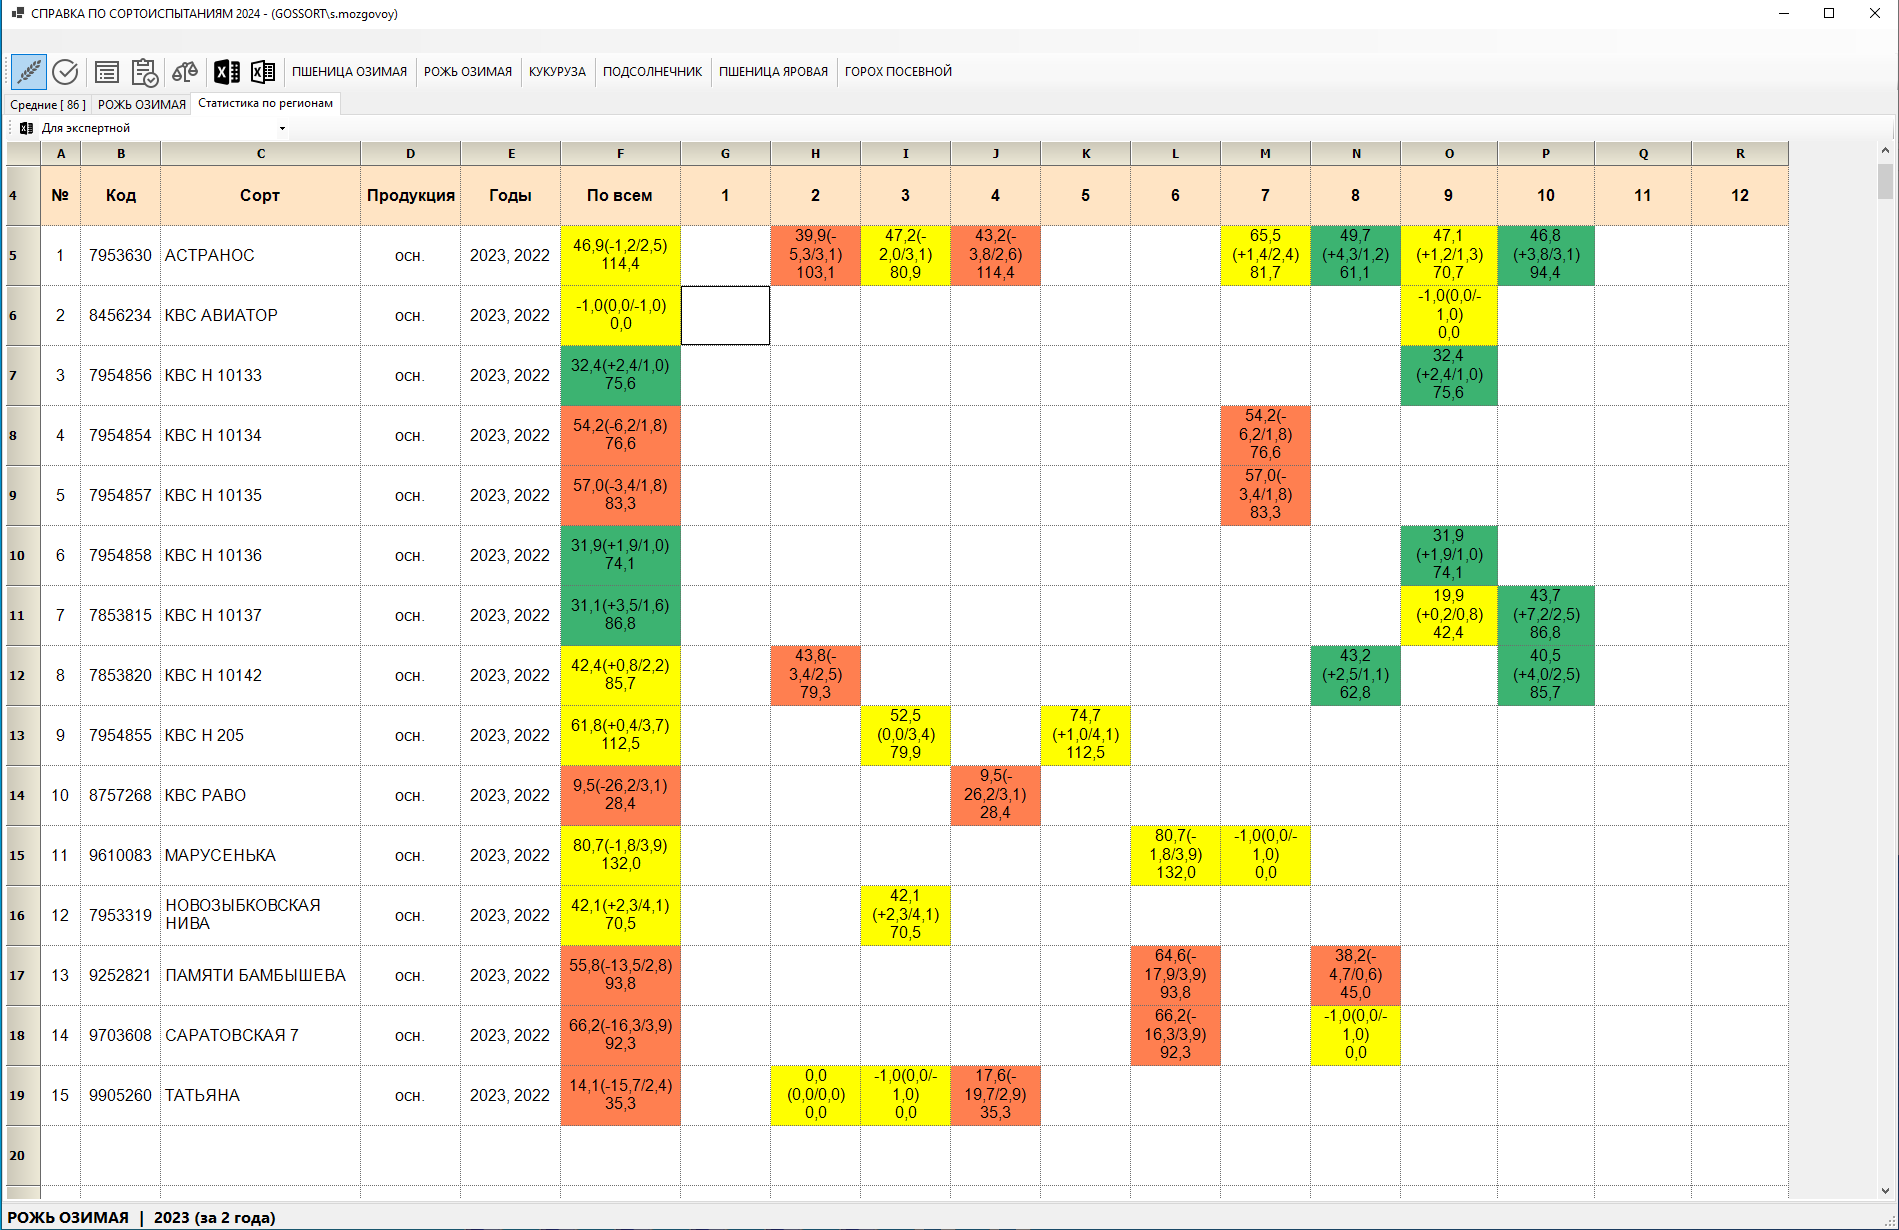 СПРАВКА ПО СОРТОИСПЫТАНИЯМ 2024 - (GOSSORT\s.mozgovoy)
ПШЕНИЦА ОЗИМАЯ РОЖЬ ОЗИМАЯ КУКУРУЗА ПОДСОЛНЕЧНИК ПШЕНИЦА ЯРОВАЯ ГОРОХ ПОСЕВНОЙ
Средние [ 86 ] РОЖЬ ОЗИМАЯ Статистика по регионам
Для экспертной
A B C D E F G H I J K L M N O P Q R
4 № Код Сорт Продукция Годы По всем 1 2 3 4 5 6 7 8 9 10 11 12
5 1 7953630 АСТРАНОС осн. 2023, 2022 46,9(-1,2/2,5) 114,4 39,9(-5,3/3,1) 103,1 47,2(-2,0/3,1) 80,9 43,2(-3,8/2,6) 114,4 65,5 (+1,4/2,4) 81,7 49,7 (+4,3/1,2) 61,1 47,1 (+1,2/1,3) 70,7 46,8 (+3,8/3,1) 94,4
6 2 8456234 КВС АВИАТОР осн. 2023, 2022 -1,0(0,0/-1,0) 0,0 -1,0(0,0/-1,0) 0,0
7 3 7954856 КВС Н 10133 осн. 2023, 2022 32,4(+2,4/1,0) 75,6 32,4 (+2,4/1,0) 75,6
8 4 7954854 КВС Н 10134 осн. 2023, 2022 54,2(-6,2/1,8) 76,6 54,2(-6,2/1,8) 76,6
9 5 7954857 КВС Н 10135 осн. 2023, 2022 57,0(-3,4/1,8) 83,3 57,0(-3,4/1,8) 83,3
10 6 7954858 КВС Н 10136 осн. 2023, 2022 31,9(+1,9/1,0) 74,1 31,9 (+1,9/1,0) 74,1
11 7 7853815 КВС Н 10137 осн. 2023, 2022 31,1(+3,5/1,6) 86,8 19,9 (+0,2/0,8) 42,4 43,7 (+7,2/2,5) 86,8
12 8 7853820 КВС Н 10142 осн. 2023, 2022 42,4(+0,8/2,2) 85,7 43,8(-3,4/2,5) 79,3 43,2 (+2,5/1,1) 62,8 40,5 (+4,0/2,5) 85,7
13 9 7954855 КВС Н 205 осн. 2023, 2022 61,8(+0,4/3,7) 112,5 52,5 (0,0/3,4) 79,9 74,7 (+1,0/4,1) 112,5
14 10 8757268 КВС РАВО осн. 2023, 2022 9,5(-26,2/3,1) 28,4 9,5(-26,2/3,1) 28,4
15 11 9610083 МАРУСЕНЬКА осн. 2023, 2022 80,7(-1,8/3,9) 132,0 80,7(-1,8/3,9) 132,0 -1,0(0,0/-1,0) 0,0
16 12 7953319 НОВОЗЫБКОВСКАЯ НИВА осн. 2023, 2022 42,1(+2,3/4,1) 70,5 42,1 (+2,3/4,1) 70,5
17 13 9252821 ПАМЯТИ БАМБЫШЕВА осн. 2023, 2022 55,8(-13,5/2,8) 93,8 64,6(-17,9/3,9) 93,8 38,2(-4,7/0,6) 45,0
18 14 9703608 САРАТОВСКАЯ 7 осн. 2023, 2022 66,2(-16,3/3,9) 92,3 66,2(-16,3/3,9) 92,3 -1,0(0,0/-1,0) 0,0
19 15 9905260 ТАТЬЯНА осн. 2023, 2022 14,1(-15,7/2,4) 35,3 0,0 (0,0/0,0) 0,0 -1,0(0,0/-1,0) 0,0 17,6(-19,7/2,9) 35,3
20
РОЖЬ ОЗИМАЯ | 2023 (за 2 года)